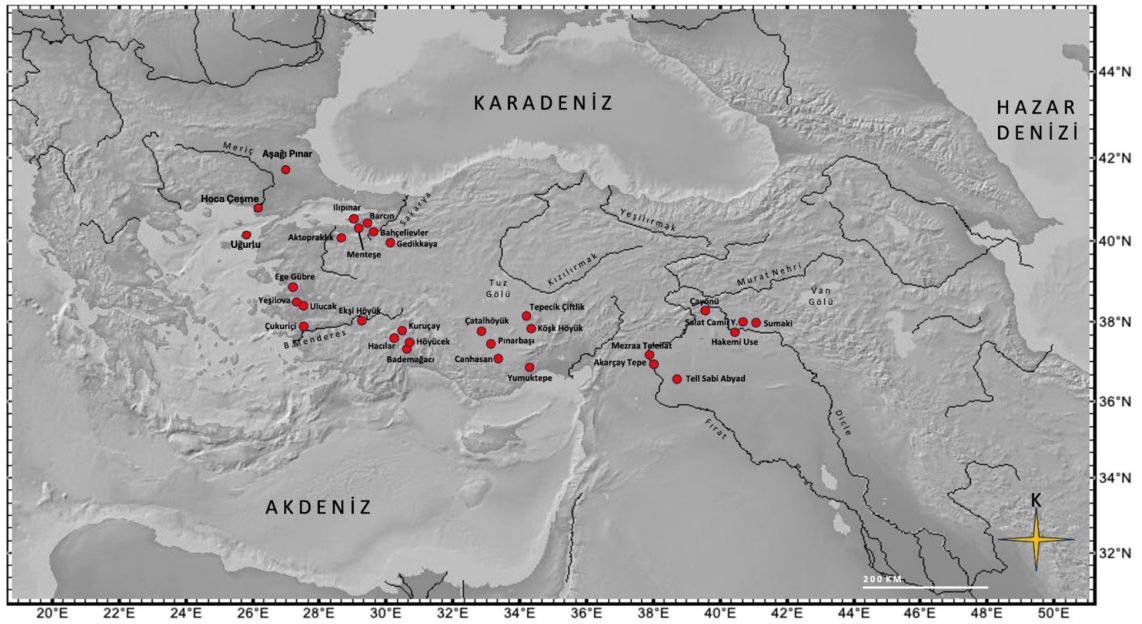 KARADENİZ
HAZAR
DENİZİ
44°N
42°N
40°N
38°N
36°N
34°N
32°N
Meriç
Aşağı Pınar
Hoca Çeşme
Uğurlu
Ilıpınar
Barcın
Sakarya
Bahçelievler
Aktopraklık
Gedikkaya
Menteşe
Yeşilırmak
Kızılırmak
Murat Nehri
Ege Gübre
Tuz
Gölü
Van
Gölü
Yeşilova
Ulucak
Ekşi Höyük
Tepecik Çiftlik
Çayönü
Çukuriçi
Kuruçay
Çatalhöyük
Köşk Höyük
Salat Cami Y.
Sumaki
B.Menderes
Hacılar
Höyücek
Pınarbaşı
Hakemi Use
Bademağacı
Canhasan
Mezraa Teleilat
Akarçay Tepe
Yumuktepe
Tell Sabi Abyad
Fırat
Dicle
AKDENİZ
K
200 KM
20°E 22°E 24°E 26°E 28°E 30°E 32°E 34°E 36°E 38°E 40°E 42°E 44°E 46°E 48°E 50°E